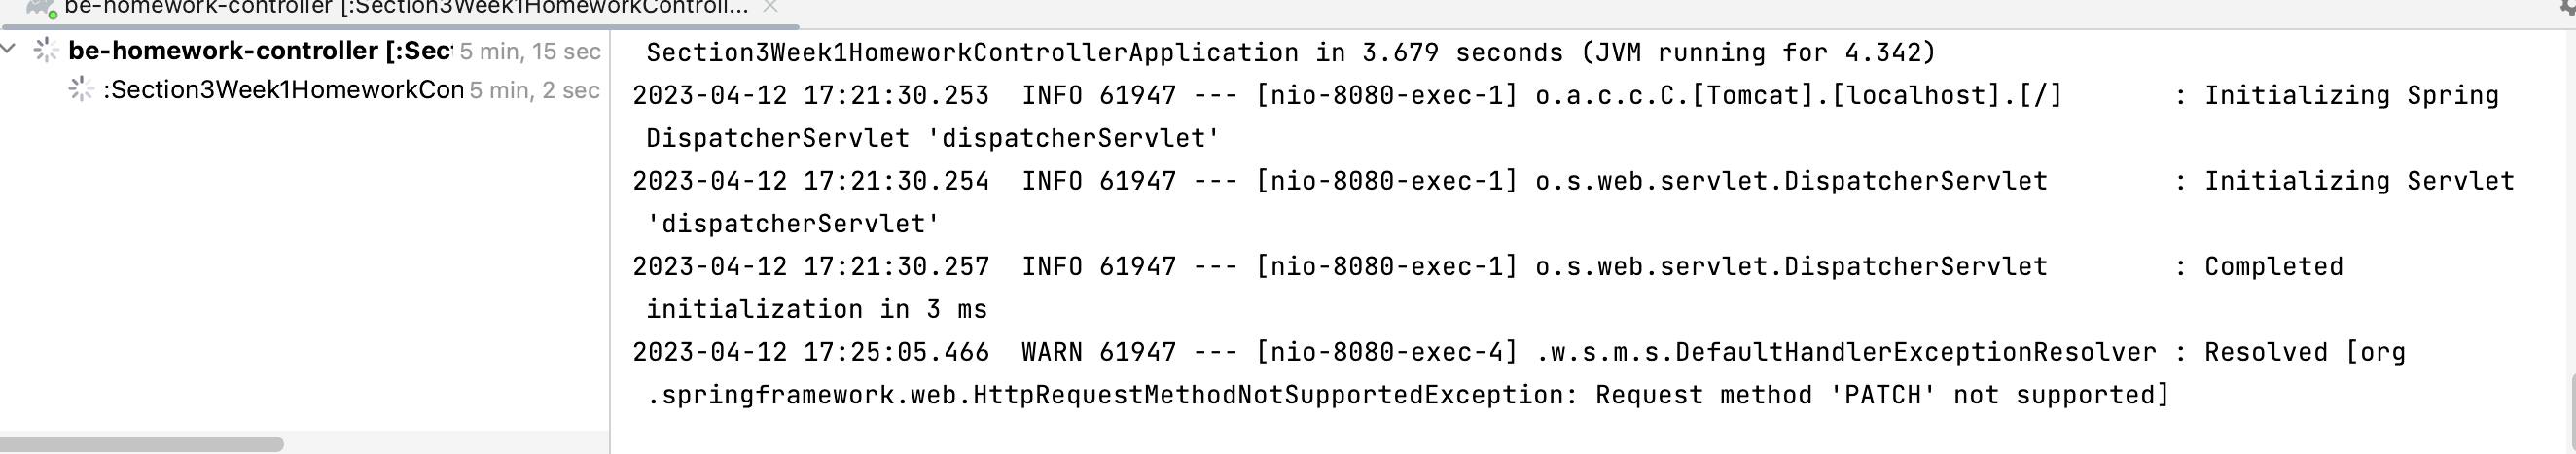 be-homework-controller [:Section3Week1HomeworkControll...
be-homework-controller [:Sec 5 min, 15 sec
:Section3Week1HomeworkCon 5 min, 2 sec
Section3Week1HomeworkControllerApplication in 3.679 seconds (JVM running for 4.342)
2023-04-12 17:21:30.253  INFO 61947 --- [nio-8080-exec-1] o.a.c.c.C.[Tomcat].[localhost].[/]       : Initializing Spring
DispatcherServlet 'dispatcherServlet'
2023-04-12 17:21:30.254  INFO 61947 --- [nio-8080-exec-1] o.s.web.servlet.DispatcherServlet        : Initializing Servlet
'dispatcherServlet'
2023-04-12 17:21:30.257  INFO 61947 --- [nio-8080-exec-1] o.s.web.servlet.DispatcherServlet        : Completed
initialization in 3 ms
2023-04-12 17:25:05.466  WARN 61947 --- [nio-8080-exec-4] .w.s.m.s.DefaultHandlerExceptionResolver : Resolved [org
.springframework.web.HttpRequestMethodNotSupportedException: Request method 'PATCH' not supported]